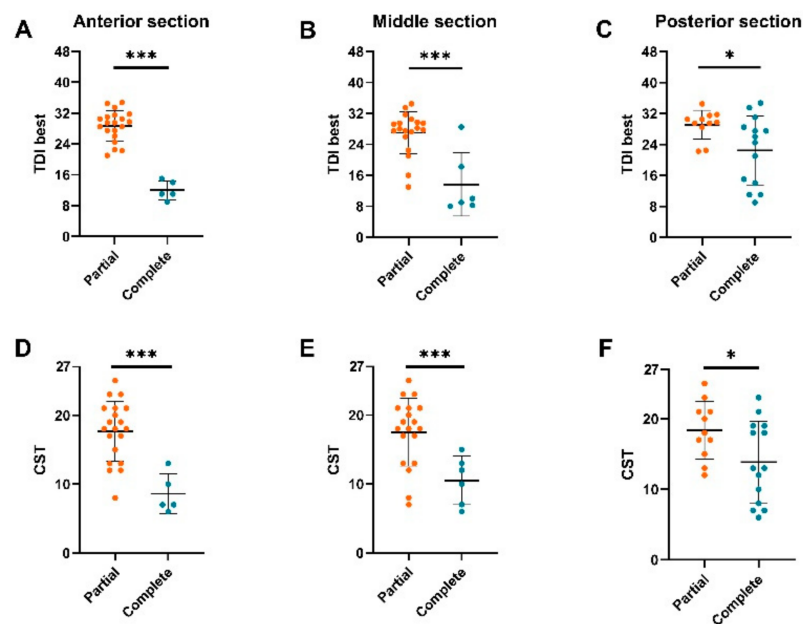 Anterior section
Middle section
Posterior section
A
***
48
40
32
24
16
8
0
TDI best
Partial
Complete
B
***
48
40
32
24
16
8
0
TDI best
Partial
Complete
C
*
48
40
32
24
16
8
0
TDI best
Partial
Complete
D
***
27
20
10
0
CST
Partial
Complete
E
***
27
20
10
0
CST
Partial
Complete
F
*
27
20
10
0
CST
Partial
Complete